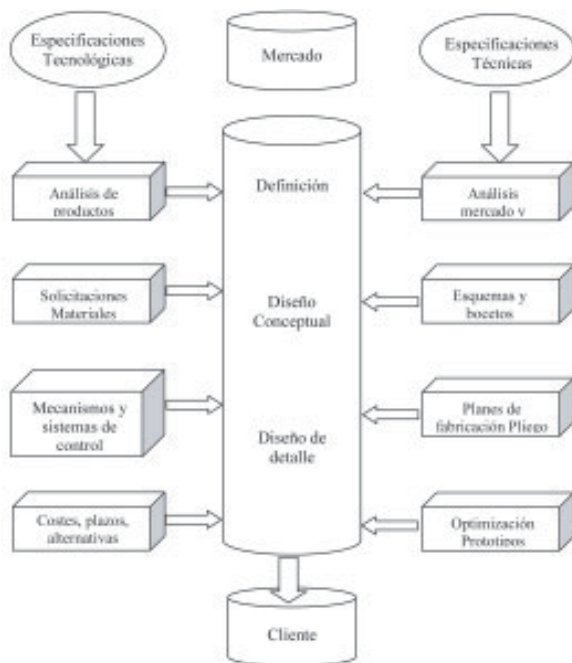 Especificaciones
Tecnológicas
Mercado
Especificaciones
Técnicas
Análisis de
productos
Definición
Análisis
mercado y
Solicitaciones
Materiales
Diseño
Conceptual
Esquemas y
bocetos
Mecanismos y
sistemas de
control
Diseño de
detalle
Planes de
fabricación Pliego
Costes, plazos,
alternativas
Optimización
Prototipos
Cliente